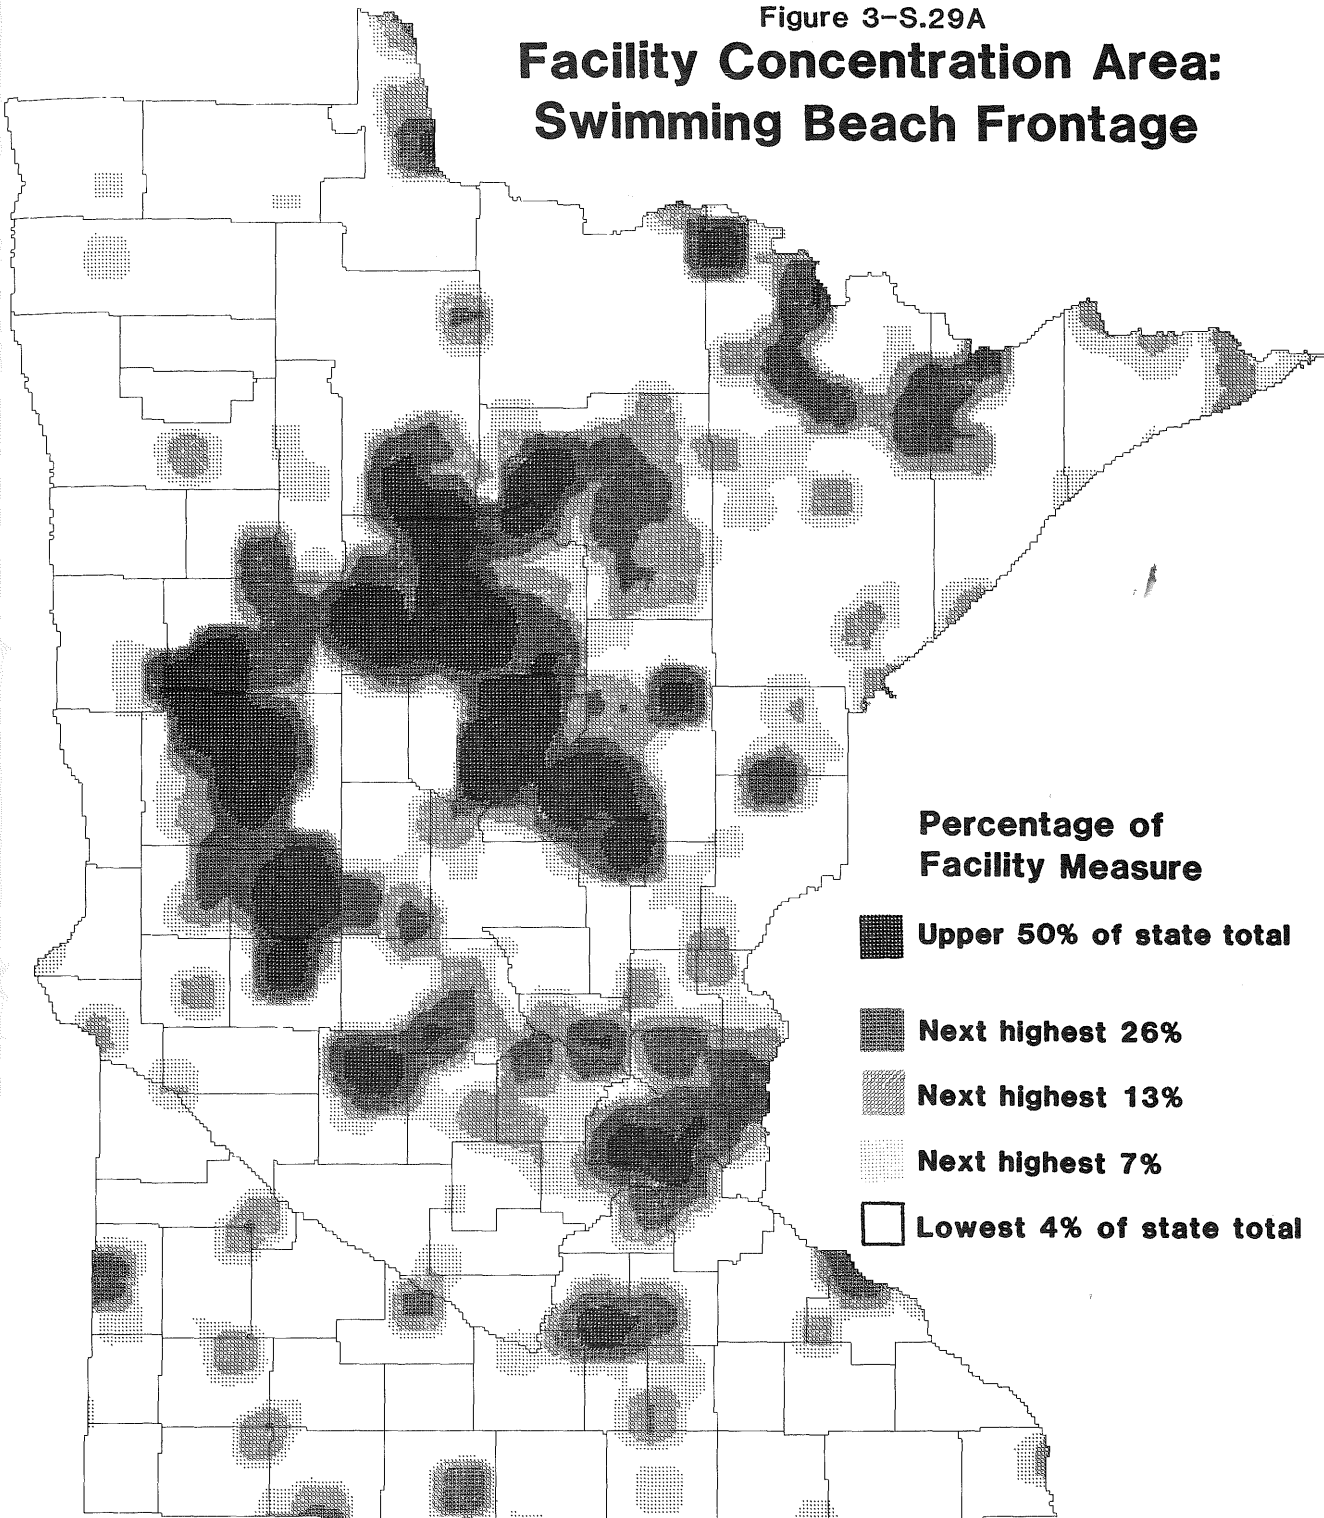 Figure 3-S.29A
Facility Concentration Area:
Swimming Beach Frontage
Percentage of
Facility Measure
Upper 50% of state total
Next highest 26%
Next highest 13%
Next highest 7%
Lowest 4% of state total